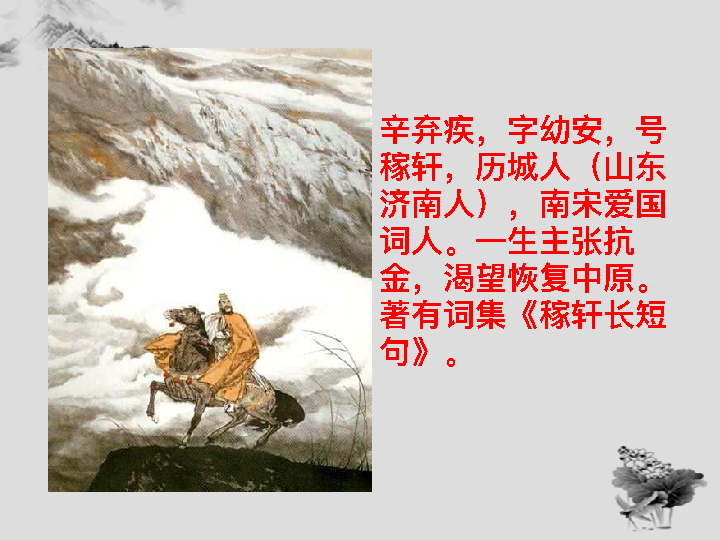 辛弃疾，字幼安，号
稼轩，历城人（山东
济南人），南宋爱国
词人。一生主张抗
金，渴望恢复中原。
著有词集《稼轩长短
句》。